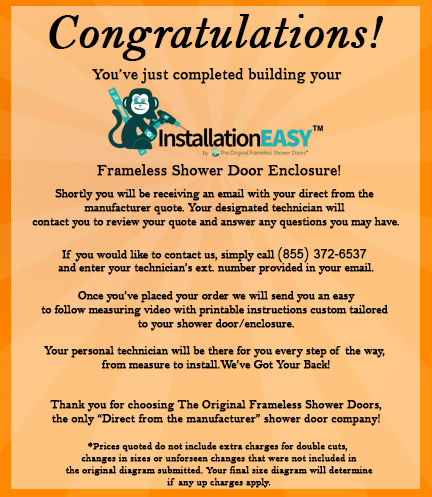 Congratulations!
You've just completed building your
InstallationEASY™
by The Original Frameless Shower Doors®
Frameless Shower Door Enclosure!
Shortly you will be receiving an email with your direct from the
manufacturer quote. Your designated technician will
contact you to review your quote and answer any questions you may have.
If you would like to contact us, simply call (855) 372-6537
and enter your technician's ext. number provided in your email.
Once you've placed your order we will send you an easy
to follow measuring video with printable instructions custom tailored
to your shower door/enclosure.
Your personal technician will be there for you every step of the way,
from measure to install.We've Got Your Back!
Thank you for choosing The Original Frameless Shower Doors,
the only “Direct from the manufacturer” shower door company!
*Prices quoted do not include extra charges for double cuts,
changes in sizes or unforseen changes that were not included in
the original diagram submitted. Your final size diagram will determine
if any up charges apply.